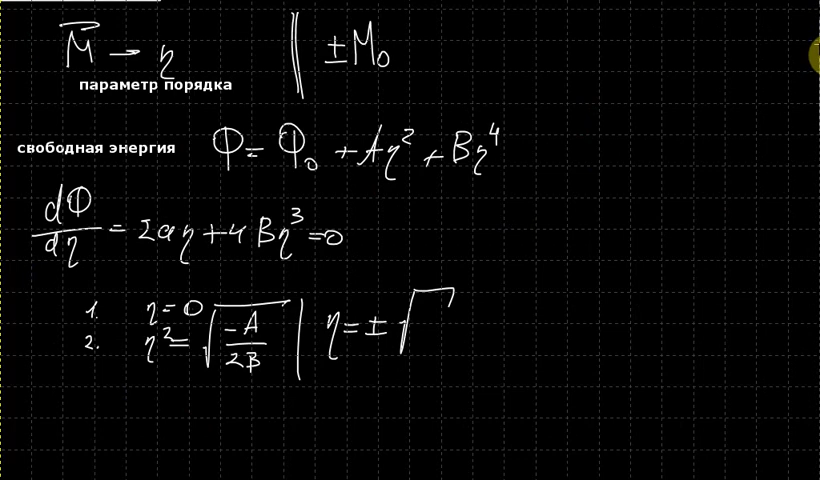 M̅ → η || ± M₀
параметр порядка
свободная энергия Φ = Φ₀ + Aη² + Bη⁴
dΦ/dη = 2aη + 4Bη³ = 0
1. η = 0
2. η² = √(-A/2B) | η = ± √